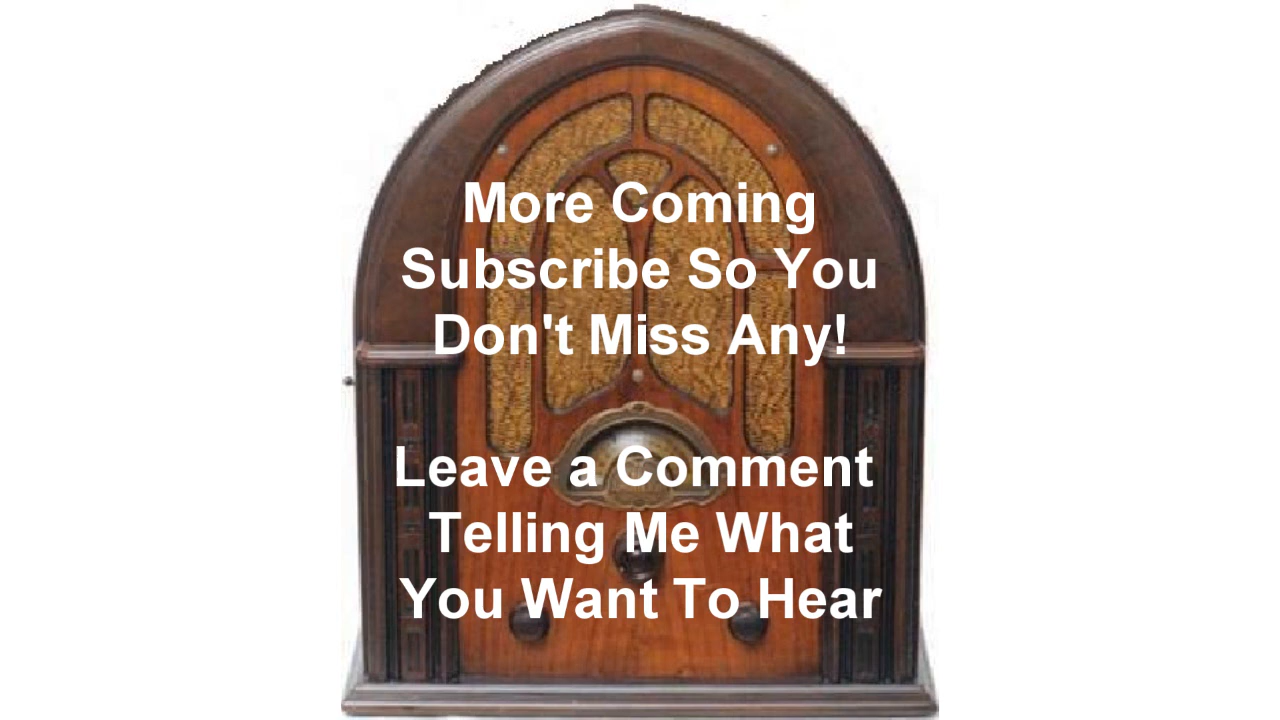 More Coming
Subscribe So You
Don't Miss Any!
Leave a Comment
Telling Me What
You Want To Hear